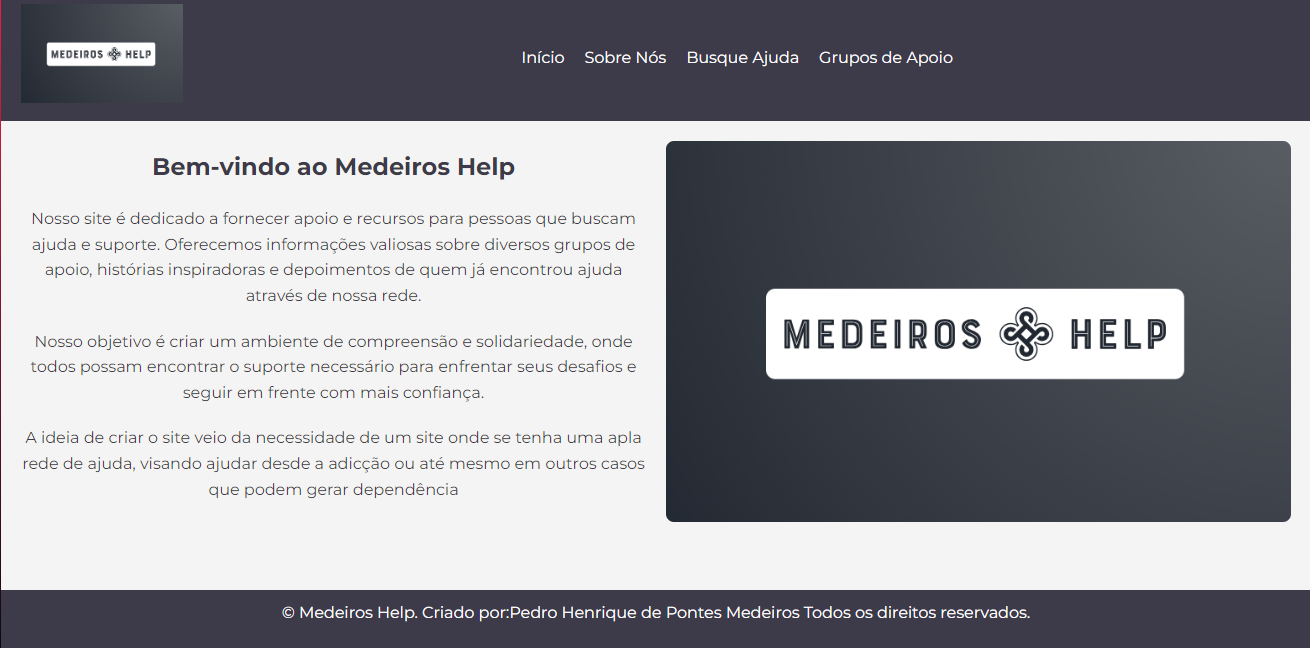 MEDEIROS HELP
Início Sobre Nós Busque Ajuda Grupos de Apoio
Bem-vindo ao Medeiros Help
Nosso site é dedicado a fornecer apoio e recursos para pessoas que buscam
ajuda e suporte. Oferecemos informações valiosas sobre diversos grupos de
apoio, histórias inspiradoras e depoimentos de quem já encontrou ajuda
através de nossa rede.
Nosso objetivo é criar um ambiente de compreensão e solidariedade, onde
todos possam encontrar o suporte necessário para enfrentar seus desafios e
seguir em frente com mais confiança.
A ideia de criar o site veio da necessidade de um site onde se tenha uma apla
rede de ajuda, visando ajudar desde a adicção ou até mesmo em outros casos
que podem gerar dependência
MEDEIROS HELP
© Medeiros Help. Criado por:Pedro Henrique de Pontes Medeiros Todos os direitos reservados.